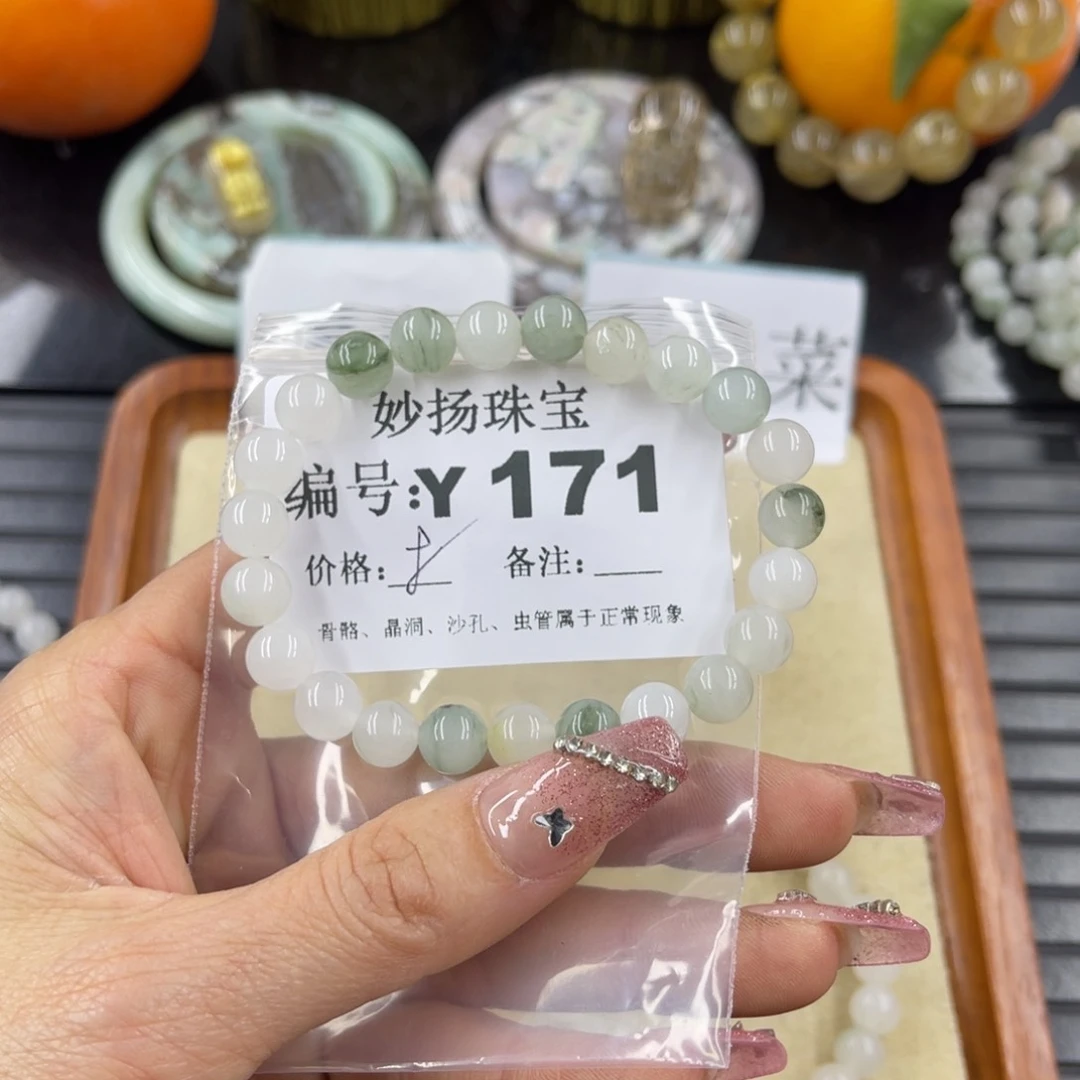 妙扬珠宝
编号:Y 171
价格: 备注:
骨骼、晶洞、沙孔、虫管属于正常现象
菜